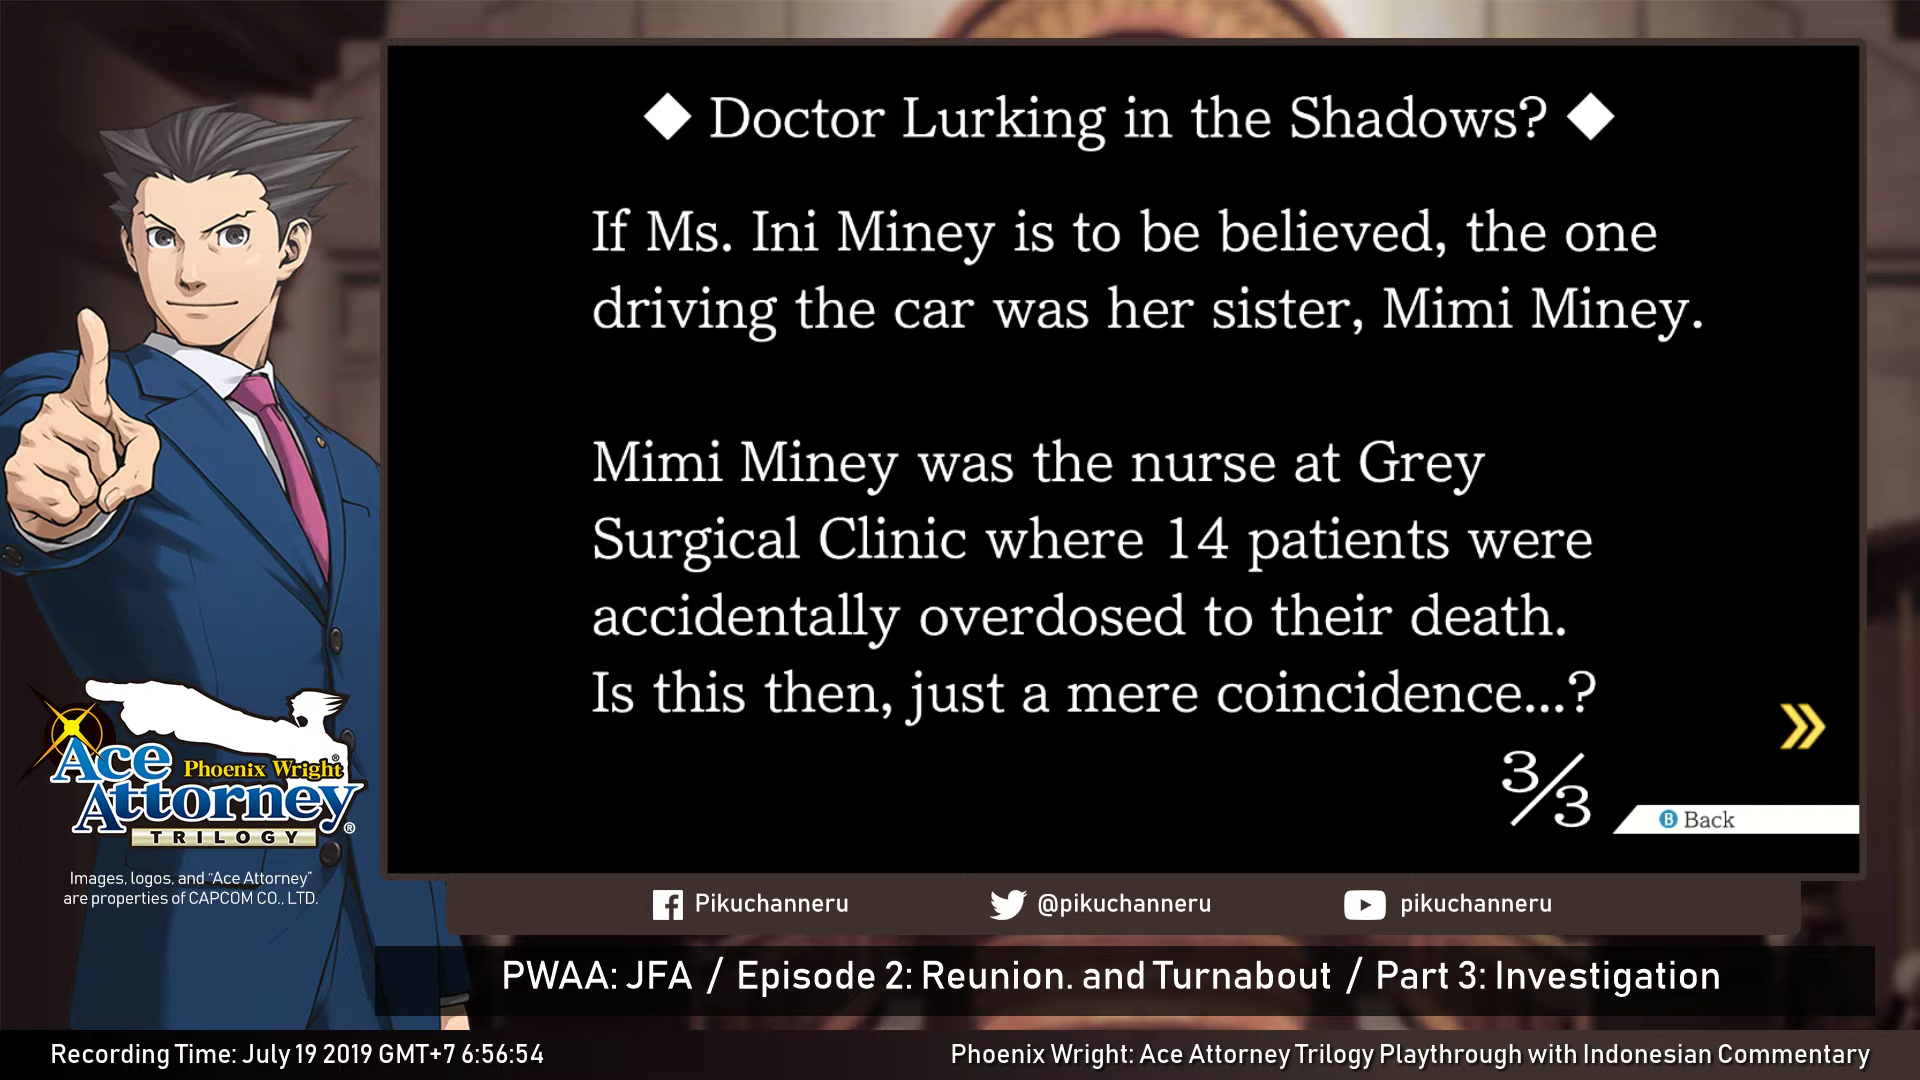 ◆ Doctor Lurking in the Shadows? ◆
If Ms. Ini Miney is to be believed, the one
driving the car was her sister, Mimi Miney.
Mimi Miney was the nurse at Grey
Surgical Clinic where 14 patients were
accidentally overdosed to their death.
Is this then, just a mere coincidence...?
3/3
B Back
Phoenix Wright®
Ace
Attorney®
TRILOGY
Images, logos, and "Ace Attorney"
are properties of CAPCOM CO., LTD.
Pikuchanneru
@pikuchanneru
pikuchanneru
PWAA: JFA / Episode 2: Reunion. and Turnabout / Part 3: Investigation
Recording Time: July 19 2019 GMT+7 6:56:54
Phoenix Wright: Ace Attorney Trilogy Playthrough with Indonesian Commentary